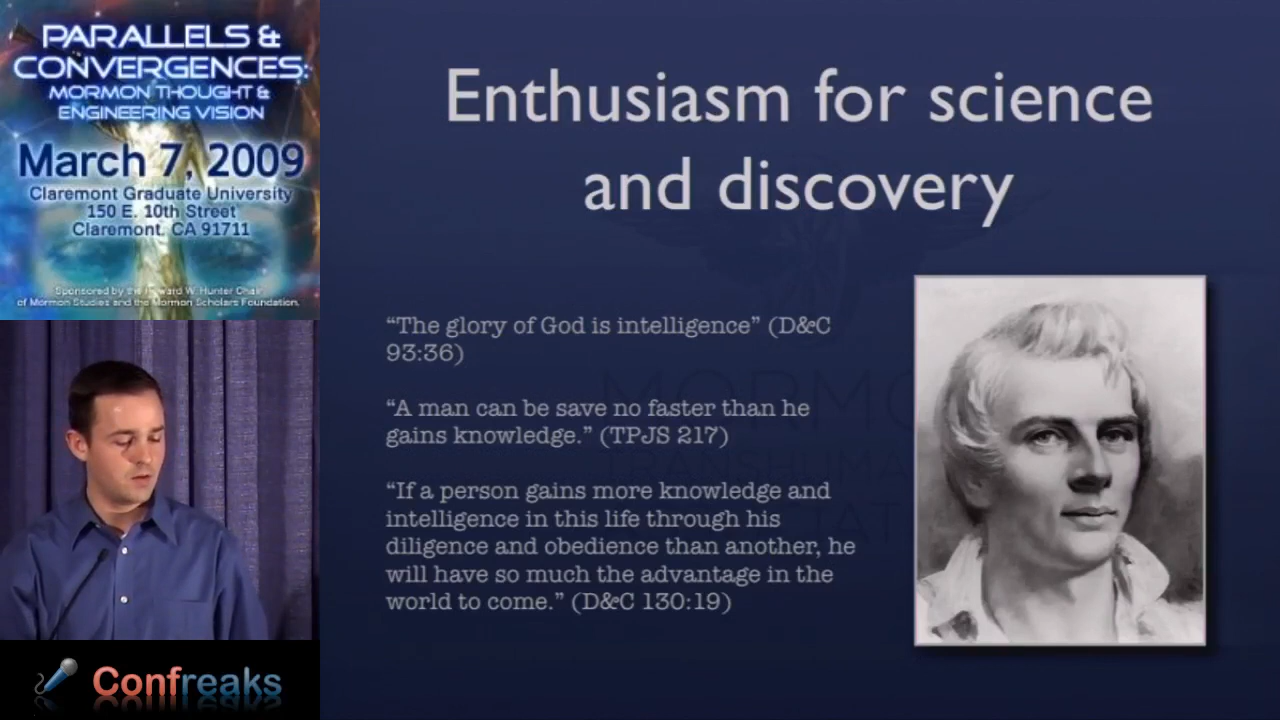 PARALLELS &
CONVERGENCES:
MORMON THOUGHT &
ENGINEERING VISION
March 7, 2009
Claremont Graduate University
150 E. 10th Street
Claremont. CA 91711
Sponsored by the Howard W. Hunter Chair
of Mormon Studies and the Mormon Scholars Foundation.
Confreaks
Enthusiasm for science
and discovery
“The glory of God is intelligence” (D&C
93:36)
“A man can be save no faster than he
gains knowledge.” (TPJS 217)
“If a person gains more knowledge and
intelligence in this life through his
diligence and obedience than another, he
will have so much the advantage in the
world to come.” (D&C 130:19)
MORMO
TRANSHUMA